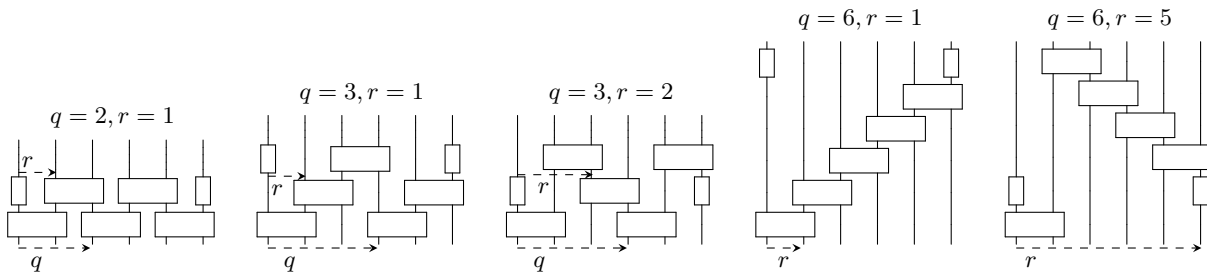 q = 2, r = 1
r
q
q = 3, r = 1
r
q
q = 3, r = 2
r
q
q = 6, r = 1
r
q = 6, r = 5
r